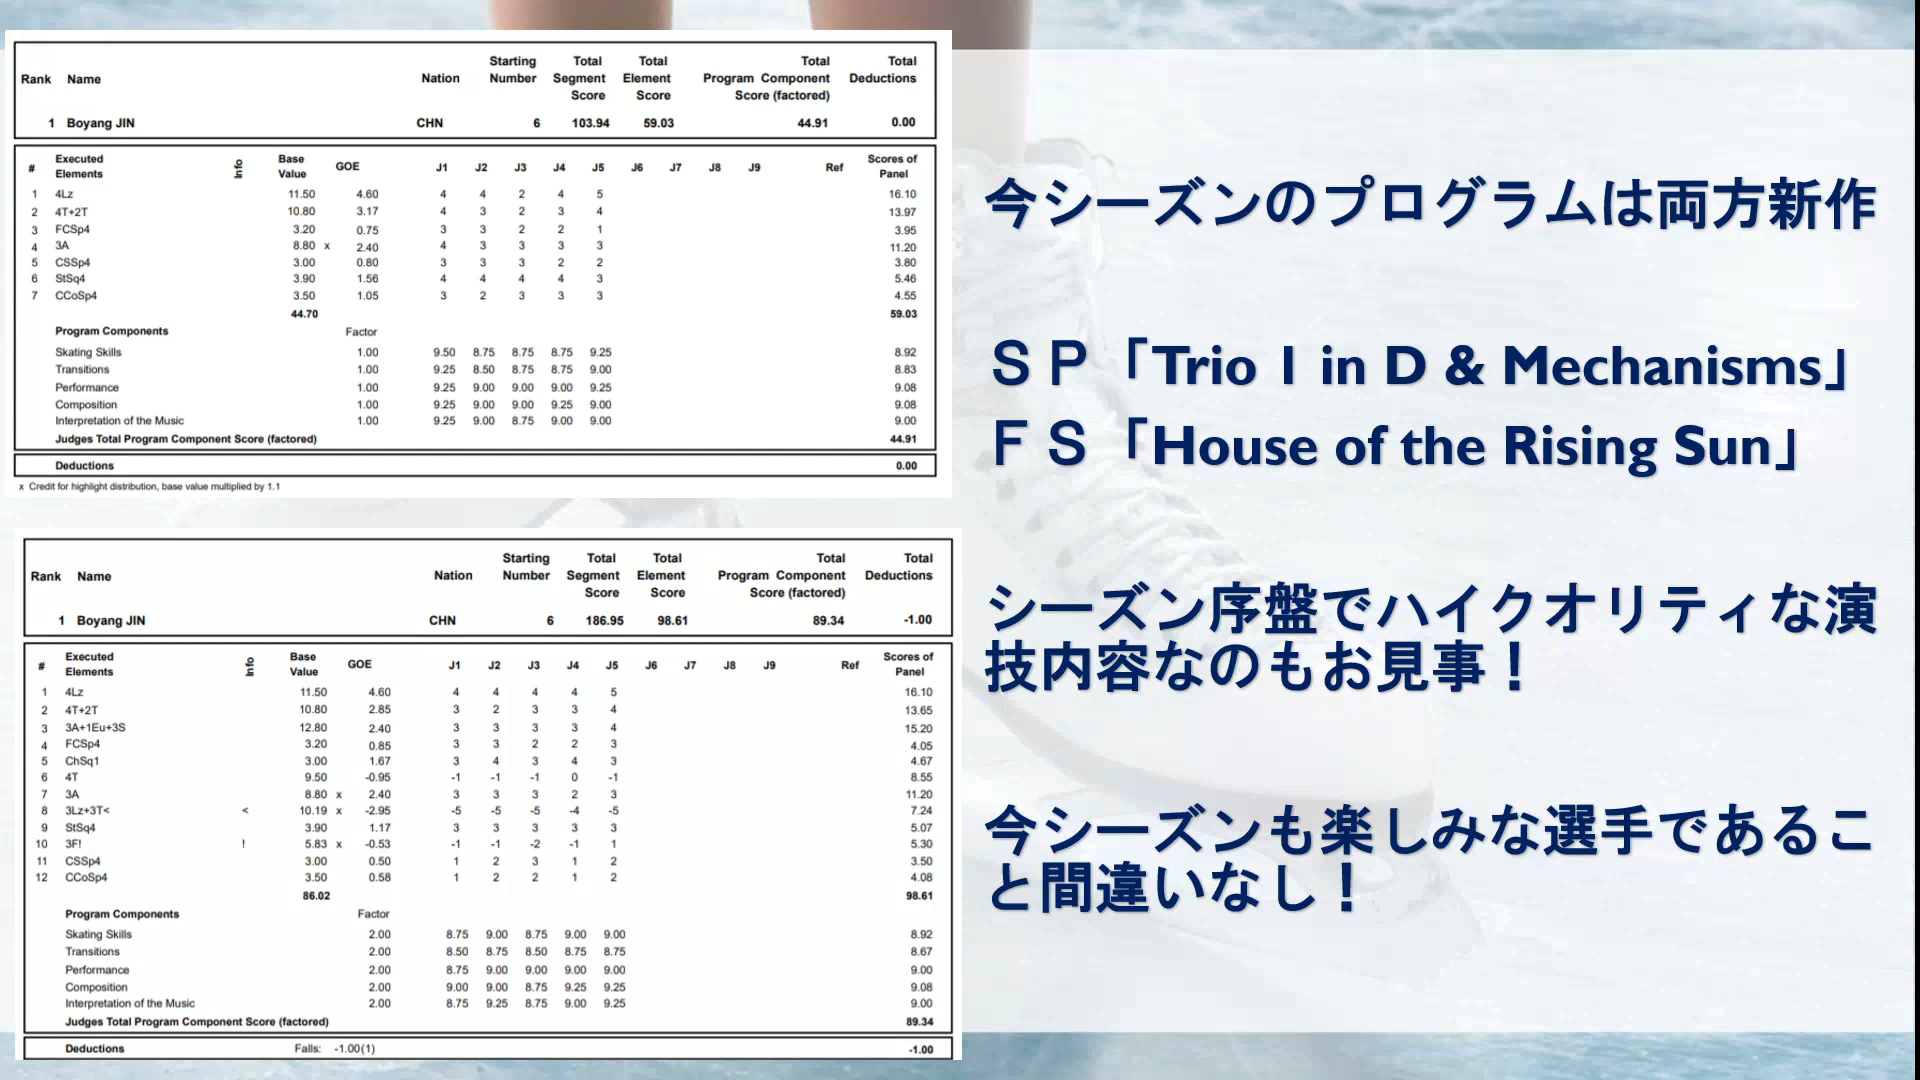 Rank Name Nation Starting Number Total Segment Score Total Element Score Total Program Component Score (factored) Total Deductions
1 Boyang JIN CHN 6 103.94 59.03 44.91 0.00
# Executed Elements Info Base Value GOE J1 J2 J3 J4 J5 J6 J7 J8 J9 Ref Scores of Panel
1 4Lz 11.50 4.60 4 4 2 4 5 16.10
2 4T+2T 10.80 3.17 4 3 2 3 4 13.97
3 FCSp4 3.20 0.75 3 3 2 2 1 3.95
4 3A 8.80 x 2.40 4 3 3 3 3 11.20
5 CSSp4 3.00 0.80 3 3 3 2 2 3.80
6 StSq4 3.90 1.56 4 4 4 4 3 5.46
7 CCoSp4 3.50 1.05 3 2 3 3 3 4.55
44.70 59.03
Program Components Factor
Skating Skills 1.00 9.50 8.75 8.75 8.75 9.25 8.92
Transitions 1.00 9.25 8.50 8.75 8.75 9.00 8.83
Performance 1.00 9.25 9.00 9.00 9.00 9.25 9.08
Composition 1.00 9.25 9.00 9.00 9.25 9.00 9.08
Interpretation of the Music 1.00 9.25 9.00 8.75 9.00 9.00 9.00
Judges Total Program Component Score (factored) 44.91
Deductions 0.00
x Credit for highlight distribution, base value multiplied by 1.1
Rank Name Nation Starting Number Total Segment Score Total Element Score Total Program Component Score (factored) Total Deductions
1 Boyang JIN CHN 6 186.95 98.61 89.34 -1.00
# Executed Elements Info Base Value GOE J1 J2 J3 J4 J5 J6 J7 J8 J9 Ref Scores of Panel
1 4Lz 11.50 4.60 4 4 4 4 5 16.10
2 4T+2T 10.80 2.85 3 2 3 3 4 13.65
3 3A+1Eu+3S 12.80 2.40 3 3 3 3 4 15.20
4 FCSp4 3.20 0.85 3 3 2 2 3 4.05
5 ChSq1 3.00 1.67 3 4 3 4 3 4.67
6 4T 9.50 -0.95 -1 -1 -1 0 -1 8.55
7 3A 8.80 x 2.40 3 3 3 2 3 11.20
8 3Lz+3T< < 10.19 x -2.95 -5 -5 -5 -4 -5 7.24
9 StSq4 3.90 1.17 3 3 3 3 3 5.07
10 3F! ! 5.83 x -0.53 -1 -1 -2 -1 1 5.30
11 CSSp4 3.00 0.50 1 2 3 1 2 3.50
12 CCoSp4 3.50 0.58 1 2 2 1 2 4.08
86.02 98.61
Program Components Factor
Skating Skills 2.00 8.75 9.00 8.75 9.00 9.00 8.92
Transitions 2.00 8.50 8.75 8.50 8.75 8.75 8.67
Performance 2.00 8.75 9.00 9.00 9.00 9.00 9.00
Composition 2.00 9.00 9.00 8.75 9.25 9.25 9.08
Interpretation of the Music 2.00 8.75 9.25 8.75 9.00 9.25 9.00
Judges Total Program Component Score (factored) 89.34
Deductions Falls: -1.00(1) -1.00
今シーズンのプログラムは両方新作
ＳＰ「Trio 1 in D & Mechanisms」
ＦＳ「House of the Rising Sun」
シーズン序盤でハイクオリティな演
技内容なのもお見事！
今シーズンも楽しみな選手であるこ
と間違いなし！